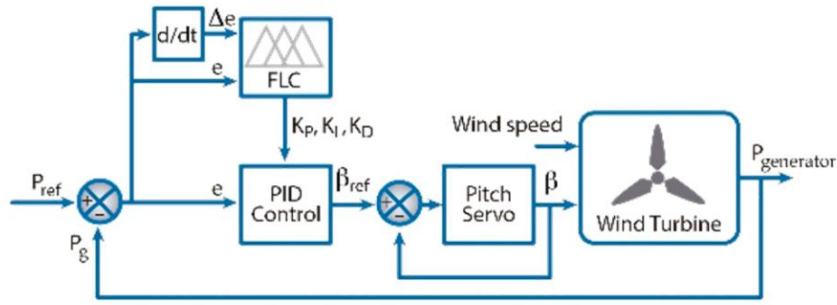 d/dt
Δe
e
FLC
K_P, K_I, K_D
Wind speed
P_ref
+
−
P_g
e
PID
Control
β_ref
+
−
Pitch
Servo
β
Wind Turbine
P_generator